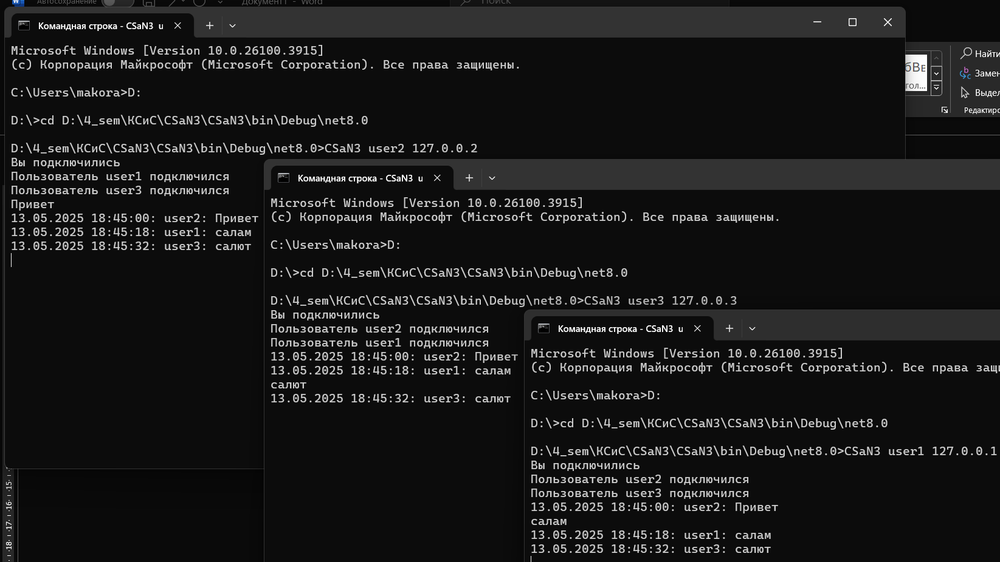 Автосохранение
Документ1 - Word
Поиск
Командная строка - CSaN3 u
Microsoft Windows [Version 10.0.26100.3915]
(c) Корпорация Майкрософт (Microsoft Corporation). Все права защищены.
C:\Users\makora>D:
D:\>cd D:\4_sem\КСиС\CSaN3\CSaN3\bin\Debug\net8.0
D:\4_sem\КСиС\CSaN3\CSaN3\bin\Debug\net8.0>CSaN3 user2 127.0.0.2
Вы подключились
Пользователь user1 подключился
Пользователь user3 подключился
Привет
13.05.2025 18:45:00: user2: Привет
13.05.2025 18:45:18: user1: салам
13.05.2025 18:45:32: user3: салют
Найти
Замен
Выдел
Редактиро
Командная строка - CSaN3 u
Microsoft Windows [Version 10.0.26100.3915]
(c) Корпорация Майкрософт (Microsoft Corporation). Все права защищены.
C:\Users\makora>D:
D:\>cd D:\4_sem\КСиС\CSaN3\CSaN3\bin\Debug\net8.0
D:\4_sem\КСиС\CSaN3\CSaN3\bin\Debug\net8.0>CSaN3 user3 127.0.0.3
Вы подключились
Пользователь user2 подключился
Пользователь user1 подключился
13.05.2025 18:45:00: user2: Привет
13.05.2025 18:45:18: user1: салам
салют
13.05.2025 18:45:32: user3: салют
Командная строка - CSaN3 u
Microsoft Windows [Version 10.0.26100.3915]
(c) Корпорация Майкрософт (Microsoft Corporation). Все права защи
C:\Users\makora>D:
D:\>cd D:\4_sem\КСиС\CSaN3\CSaN3\bin\Debug\net8.0
D:\4_sem\КСиС\CSaN3\CSaN3\bin\Debug\net8.0>CSaN3 user1 127.0.0.1
Вы подключились
Пользователь user2 подключился
Пользователь user3 подключился
13.05.2025 18:45:00: user2: Привет
салам
13.05.2025 18:45:18: user1: салам
13.05.2025 18:45:32: user3: салют
15
16
17
18